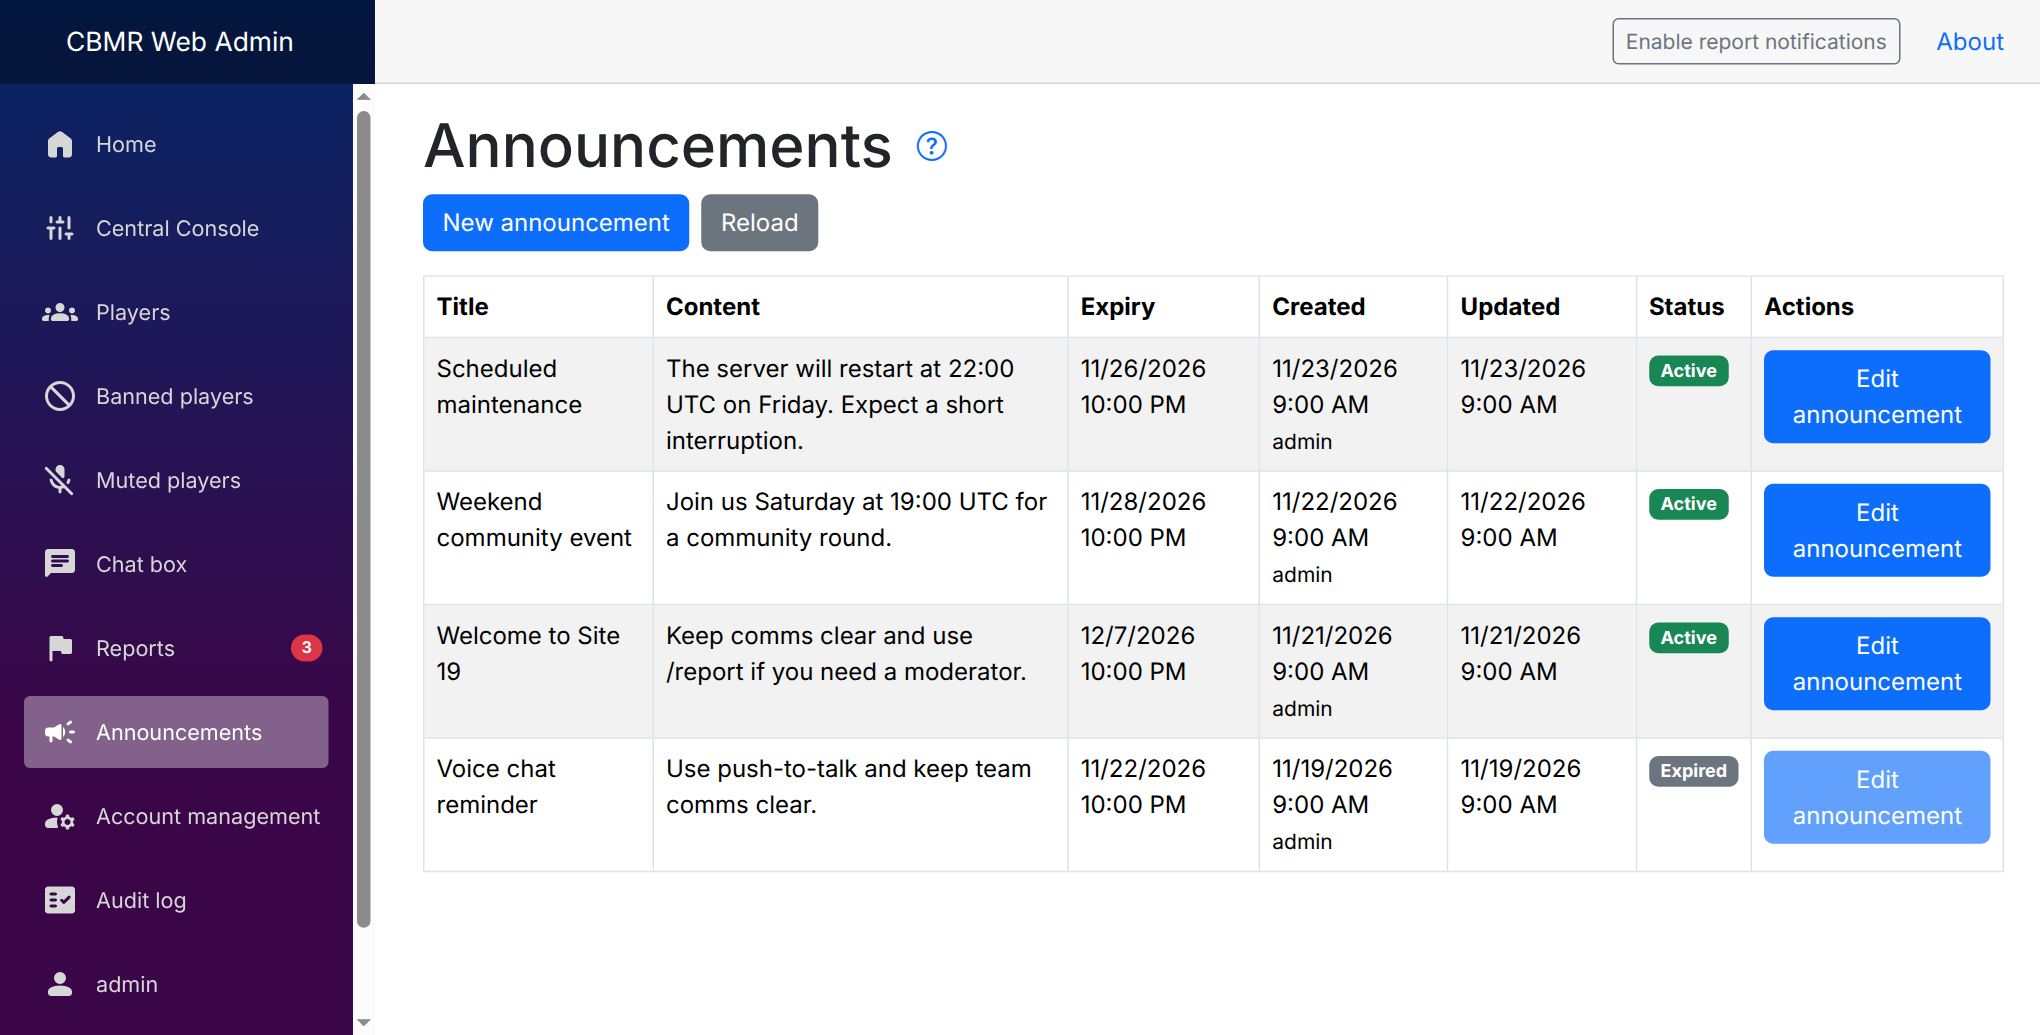 CBMR Web Admin
Enable report notifications
About
Home
Central Console
Players
Banned players
Muted players
Chat box
Reports
3
Announcements
Account management
Audit log
admin
Announcements
?
New announcement
Reload
Title
Content
Expiry
Created
Updated
Status
Actions
Scheduled
maintenance
The server will restart at 22:00
UTC on Friday. Expect a short
interruption.
11/26/2026
10:00 PM
11/23/2026
9:00 AM
admin
11/23/2026
9:00 AM
Active
Edit
announcement
Weekend
community event
Join us Saturday at 19:00 UTC for
a community round.
11/28/2026
10:00 PM
11/22/2026
9:00 AM
admin
11/22/2026
9:00 AM
Active
Edit
announcement
Welcome to Site
19
Keep comms clear and use
/report if you need a moderator.
12/7/2026
10:00 PM
11/21/2026
9:00 AM
admin
11/21/2026
9:00 AM
Active
Edit
announcement
Voice chat
reminder
Use push-to-talk and keep team
comms clear.
11/22/2026
10:00 PM
11/19/2026
9:00 AM
admin
11/19/2026
9:00 AM
Expired
Edit
announcement